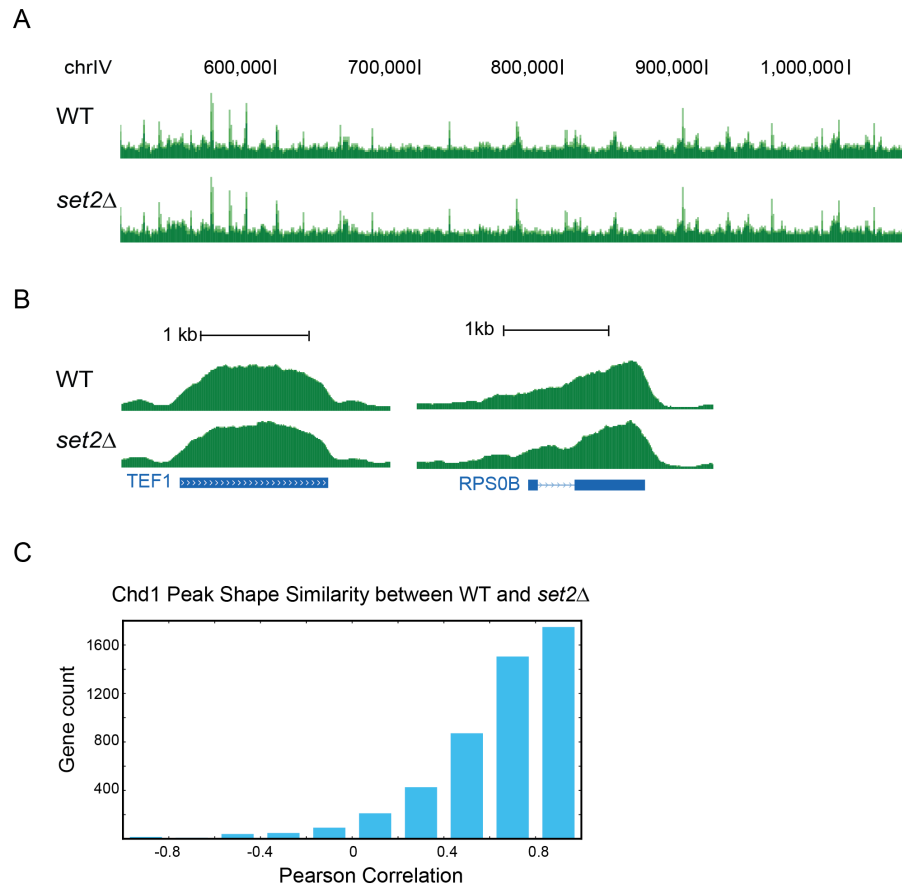 A
chrIV 600,000 700,000 800,000 900,000 1,000,000
WT
set2Δ
B
1 kb 1kb
WT
set2Δ
TEF1 RPS0B
C
Chd1 Peak Shape Similarity between WT and set2Δ
Gene count
1600
1200
800
400
-0.8 -0.4 0 0.4 0.8
Pearson Correlation